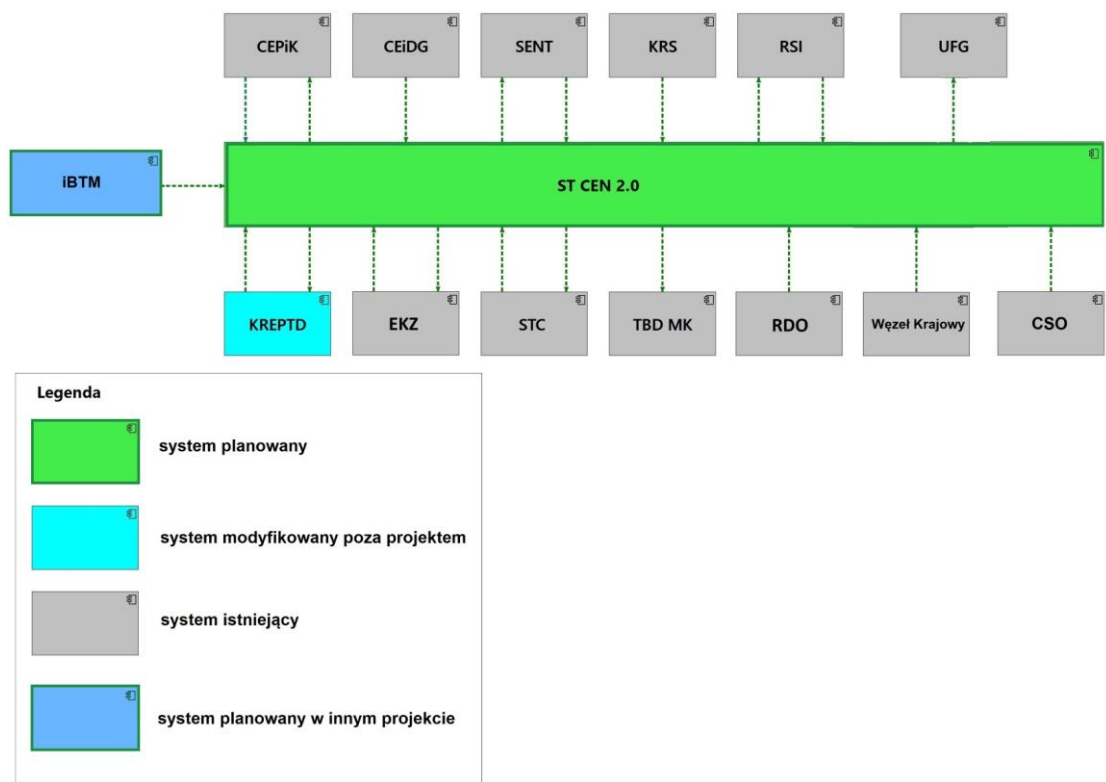 CEPiK
CEiDG
SENT
KRS
RSI
UFG
iBTM
ST CEN 2.0
KREPTD
EKZ
STC
TBD MK
RDO
Węzeł Krajowy
CSO
Legenda
system planowany
system modyfikowany poza projektem
system istniejący
system planowany w innym projekcie